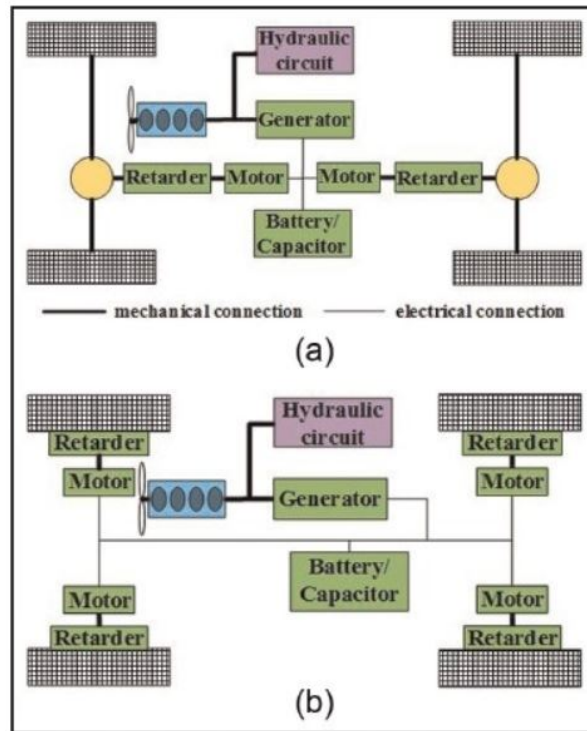 Hydraulic
circuit
Generator
Retarder
Motor
Motor
Retarder
Battery/
Capacitor
mechanical connection
electrical connection
(a)
Retarder
Motor
Hydraulic
circuit
Generator
Retarder
Motor
Battery/
Capacitor
Motor
Retarder
Motor
Retarder
(b)